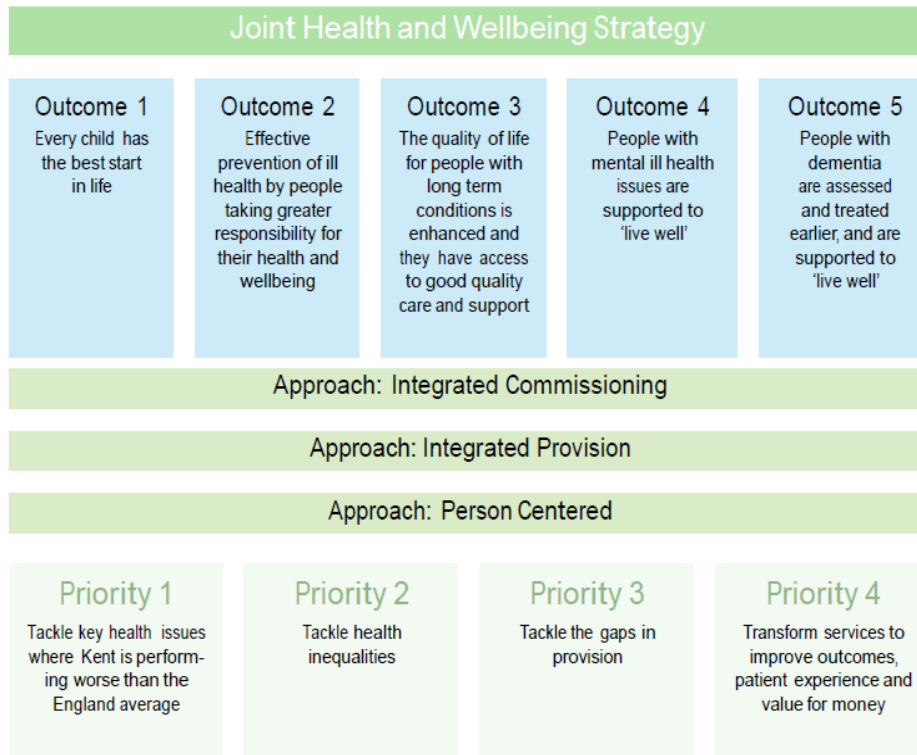 Joint Health and Wellbeing Strategy
Outcome 1
Every child has
the best start
in life
Outcome 2
Effective
prevention of ill
health by people
taking greater
responsibility for
their health and
wellbeing
Outcome 3
The quality of life
for people with
long term
conditions is
enhanced and
they have access
to good quality
care and support
Outcome 4
People with
mental ill health
issues are
supported to
‘live well’
Outcome 5
People with
dementia
are assessed
and treated
earlier, and are
supported to
‘live well’
Approach: Integrated Commissioning
Approach: Integrated Provision
Approach: Person Centered
Priority 1
Tackle key health issues
where Kent is perform-
ing worse than the
England average
Priority 2
Tackle health
inequalities
Priority 3
Tackle the gaps in
provision
Priority 4
Transform services to
improve outcomes,
patient experience and
value for money